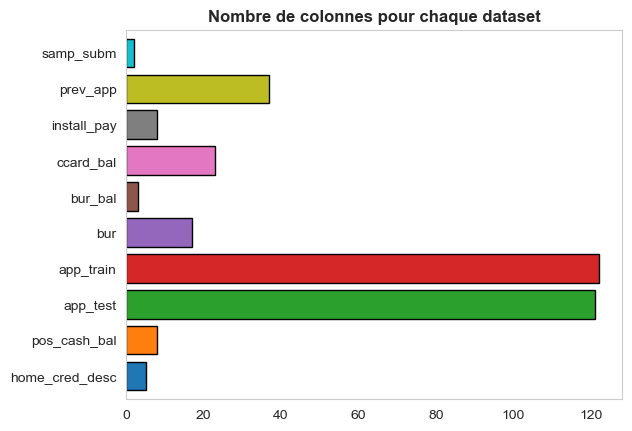 Nombre de colonnes pour chaque dataset
samp_subm
prev_app
install_pay
ccard_bal
bur_bal
bur
app_train
app_test
pos_cash_bal
home_cred_desc
0 20 40 60 80 100 120